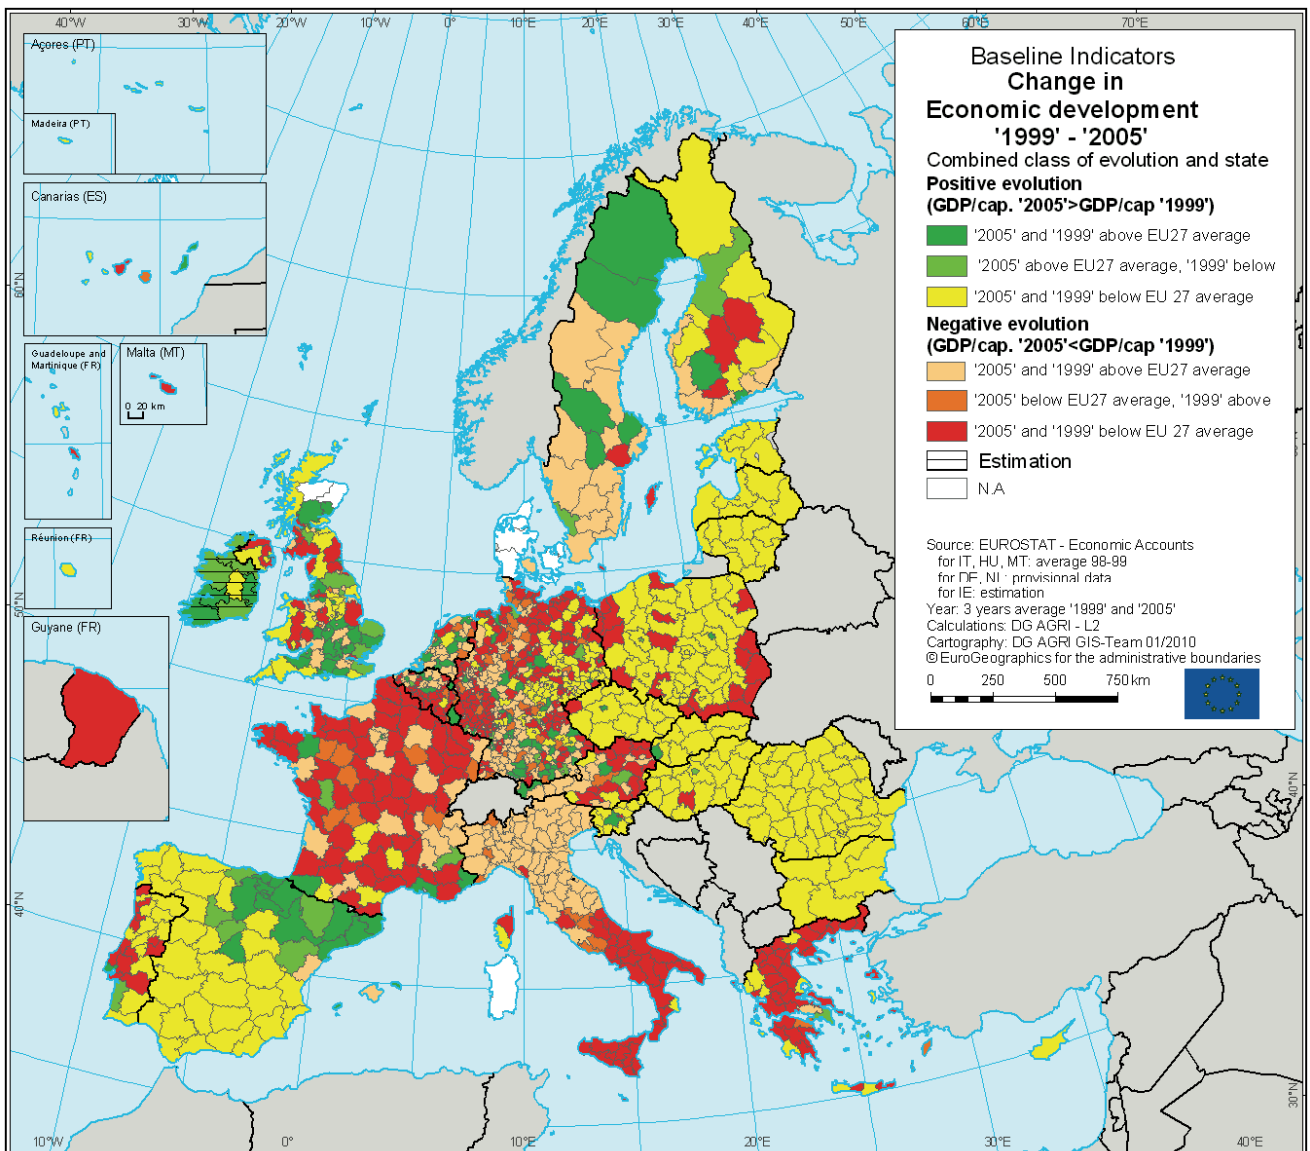 40°W 30°W 20°W 10°W 0° 10°E 20°E 30°E 40°E 50°E 60°E 70°E
Açores (PT)
Madeira (PT)
Canarias (ES)
Guadeloupe and
Martinique (FR)
Malta (MT)
0 20 km
Réunion (FR)
Guyane (FR)
60°N
50°N
40°N
40°N
30°N
Baseline Indicators
Change in
Economic development
'1999' - '2005'
Combined class of evolution and state
Positive evolution
(GDP/cap. '2005'>GDP/cap '1999')
'2005' and '1999' above EU27 average
'2005' above EU27 average, '1999' below
'2005' and '1999' below EU 27 average
Negative evolution
(GDP/cap. '2005'<GDP/cap '1999')
'2005' and '1999' above EU27 average
'2005' below EU27 average, '1999' above
'2005' and '1999' below EU 27 average
Estimation
N.A
Source: EUROSTAT - Economic Accounts
for IT, HU, MT: average 98-99
for DE, NL: provisional data
for IE: estimation
Year: 3 years average '1999' and '2005'
Calculations: DG AGRI - L2
Cartography: DG AGRI GIS-Team 01/2010
© EuroGeographics for the administrative boundaries
0 250 500 750 km
10°W 0° 10°E 20°E 30°E 40°E